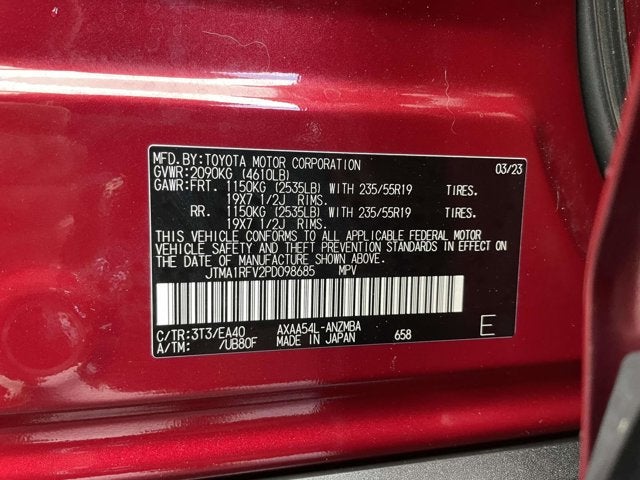 MFD.BY:TOYOTA MOTOR CORPORATION 03/23
GVWR:2090KG (4610LB)
GAWR:FRT. 1150KG (2535LB) WITH 235/55R19 TIRES.
19X7 1/2J RIMS.
RR. 1150KG (2535LB) WITH 235/55R19 TIRES.
19X7 1/2J RIMS.
THIS VEHICLE CONFORMS TO ALL APPLICABLE FEDERAL MOTOR
VEHICLE SAFETY AND THEFT PREVENTION STANDARDS IN EFFECT
ON THE DATE OF MANUFACTURE SHOWN ABOVE.
JTMA1RFV2PD098685 MPV
C/TR:3T3/EA40 AXAA54L-ANZMBA
A/TM: /UB80F MADE IN JAPAN 658 E